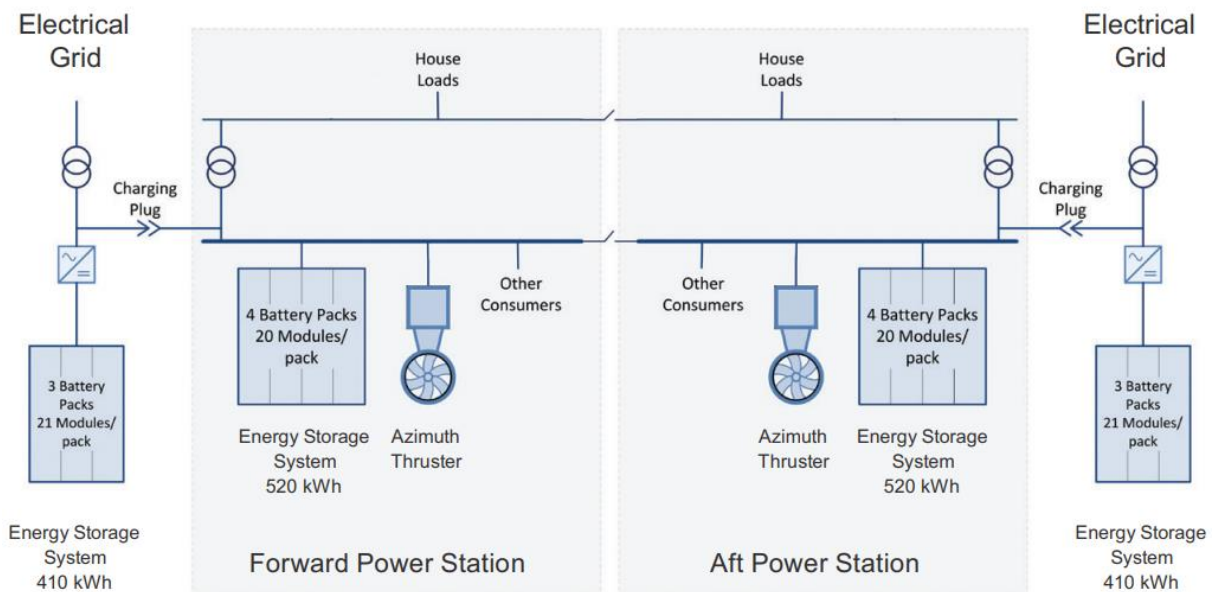 Electrical
Grid
Charging
Plug
3 Battery
Packs
21 Modules/
pack
Energy Storage
System
410 kWh
House
Loads
4 Battery Packs
20 Modules/
pack
Other
Consumers
Energy Storage
System
520 kWh
Azimuth
Thruster
Forward Power Station
House
Loads
Other
Consumers
4 Battery Packs
20 Modules/
pack
Azimuth
Thruster
Energy Storage
System
520 kWh
Aft Power Station
Electrical
Grid
Charging
Plug
3 Battery
Packs
21 Modules/
pack
Energy Storage
System
410 kWh